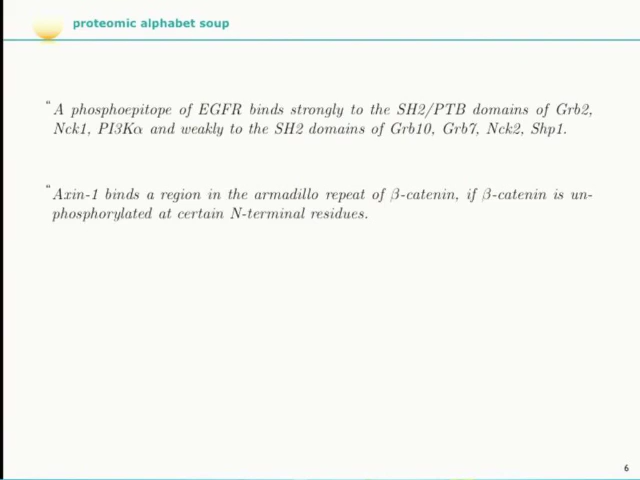 proteomic alphabet soup
“A phosphoepitope of EGFR binds strongly to the SH2/PTB domains of Grb2,
Nck1, PI3Kα and weakly to the SH2 domains of Grb10, Grb7, Nck2, Shp1.
“Axin-1 binds a region in the armadillo repeat of β-catenin, if β-catenin is un-
phosphorylated at certain N-terminal residues.
6